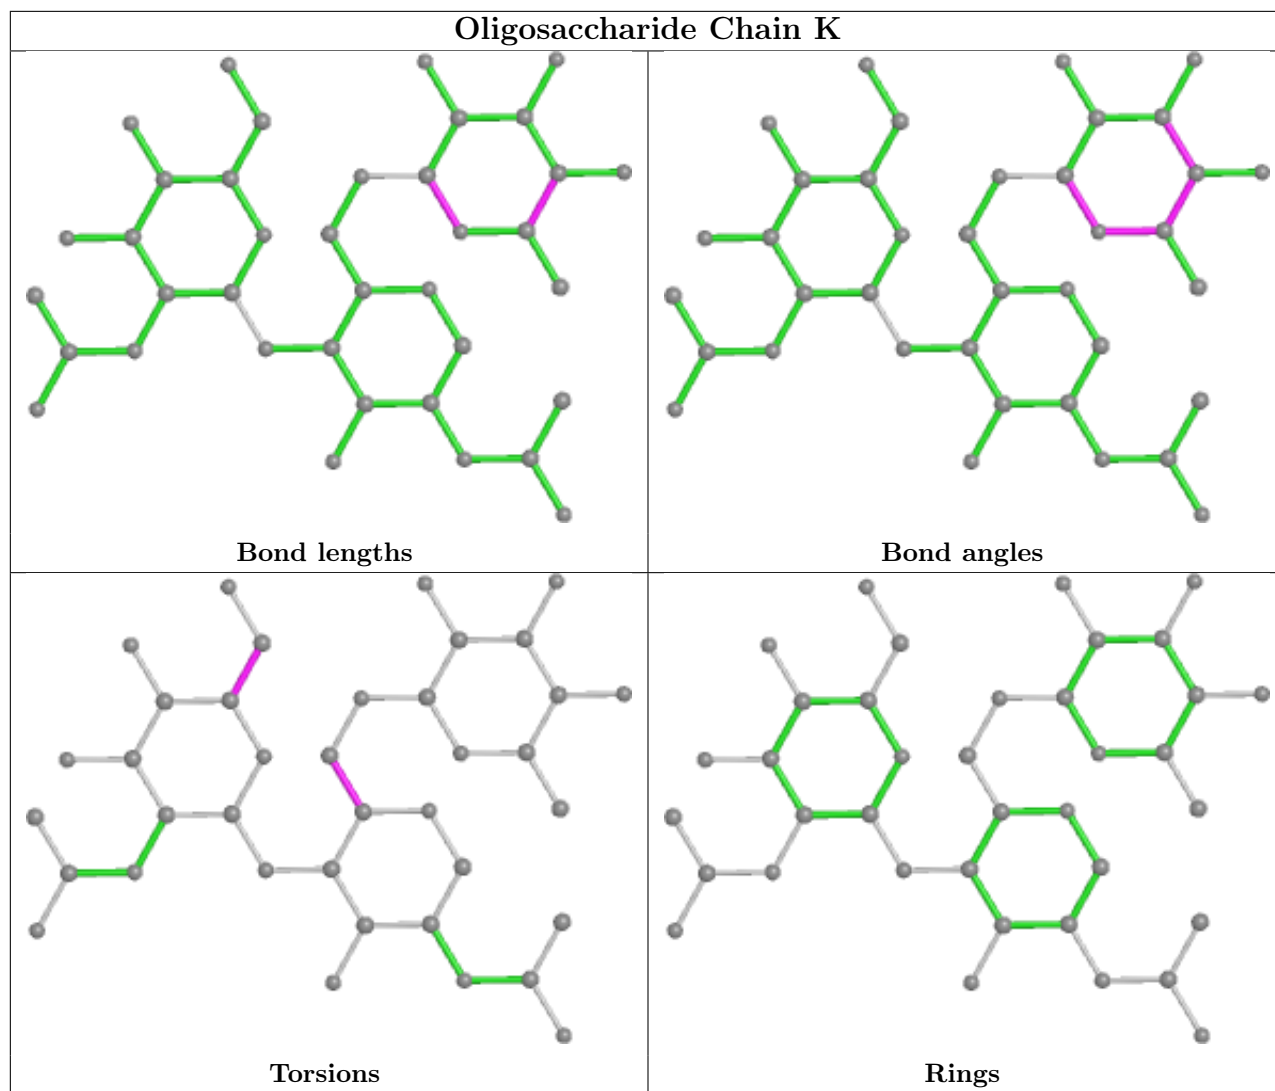 Oligosaccharide Chain K
Bond lengths
Bond angles
Torsions
Rings